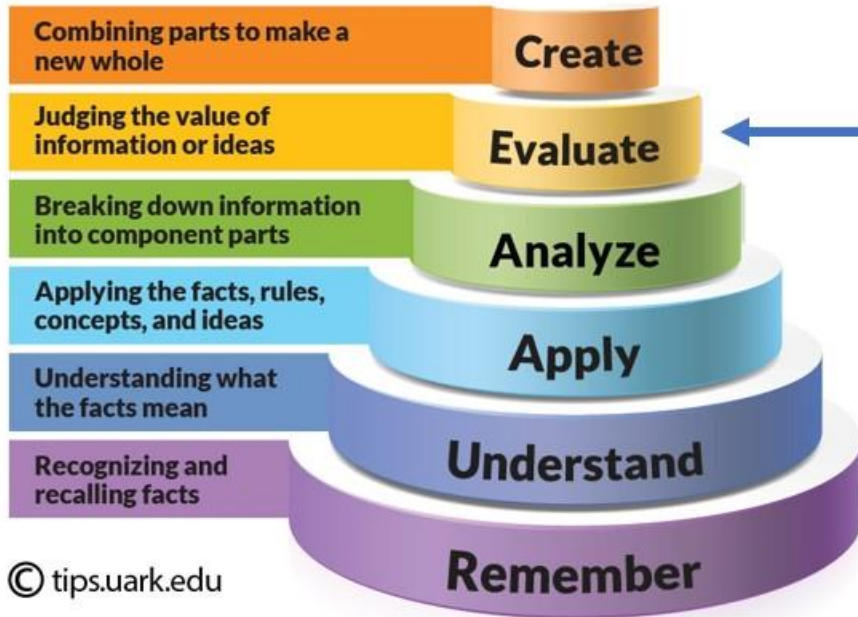 Combining parts to make a
new whole
Create
Judging the value of
information or ideas
Evaluate
Breaking down information
into component parts
Analyze
Applying the facts, rules,
concepts, and ideas
Apply
Understanding what
the facts mean
Understand
Recognizing and
recalling facts
Remember
© tips.uark.edu